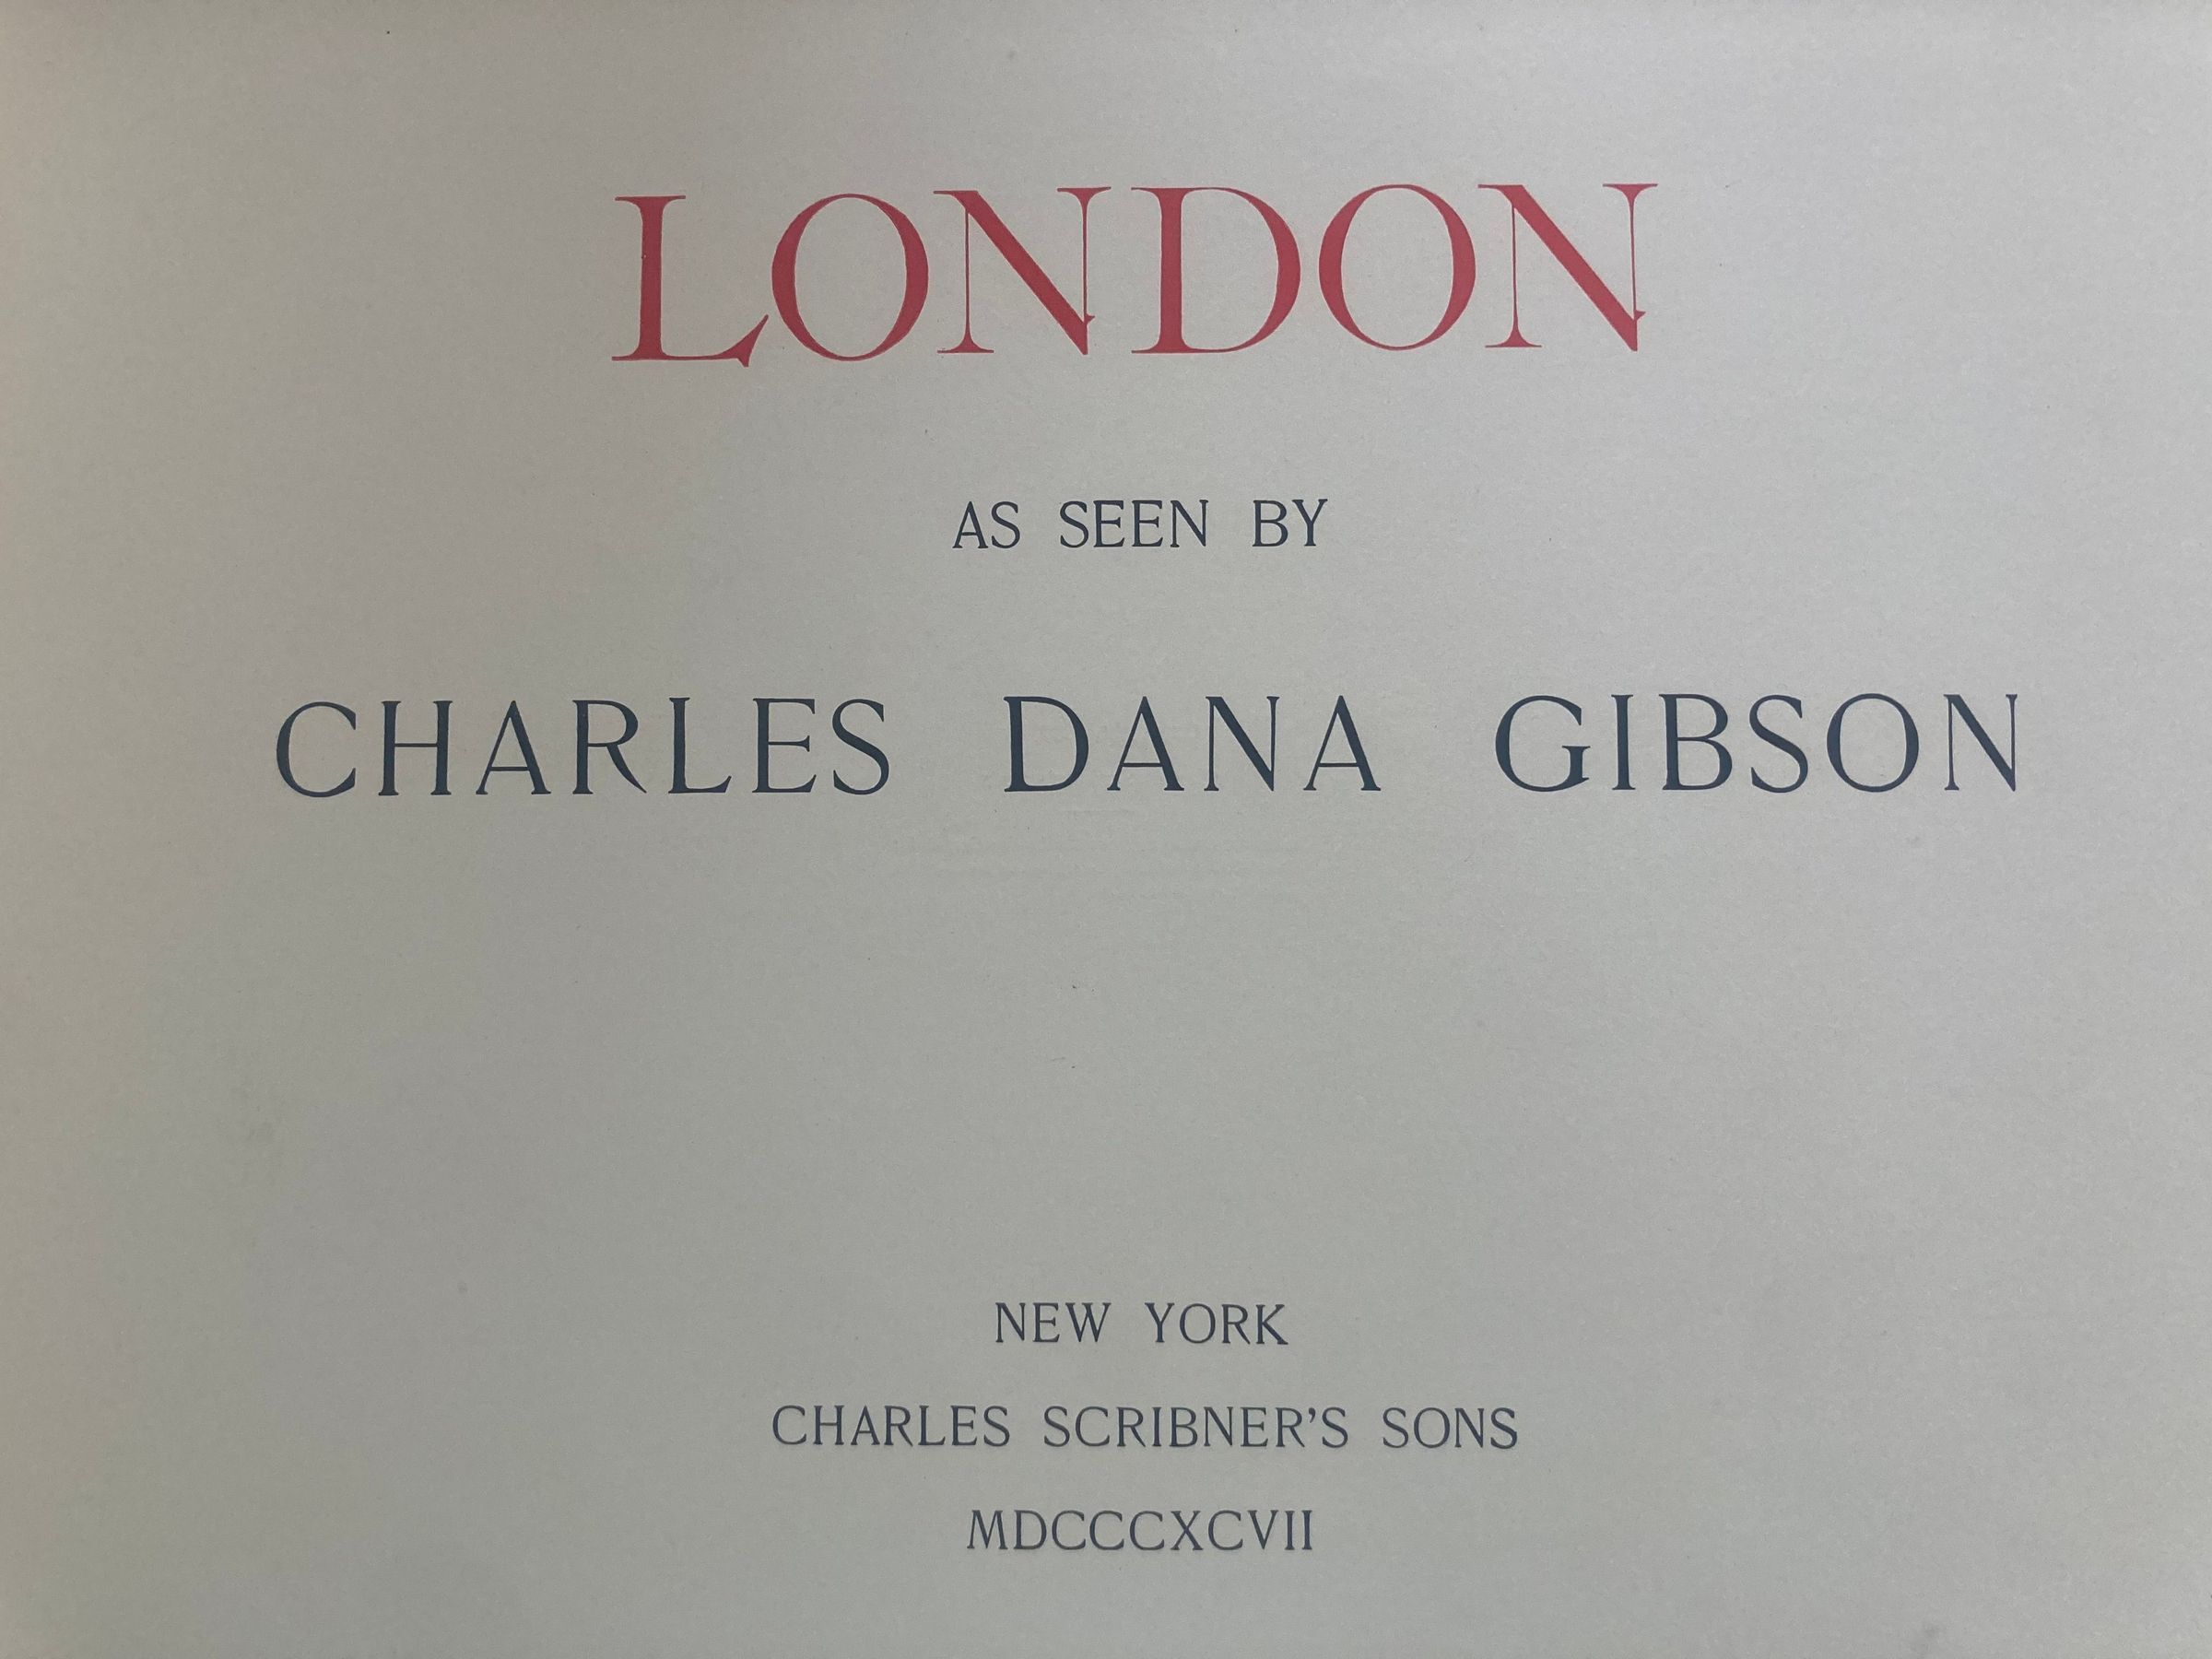 LONDON
AS SEEN BY
CHARLES DANA GIBSON
NEW YORK
CHARLES SCRIBNER'S SONS
MDCCCXCVII